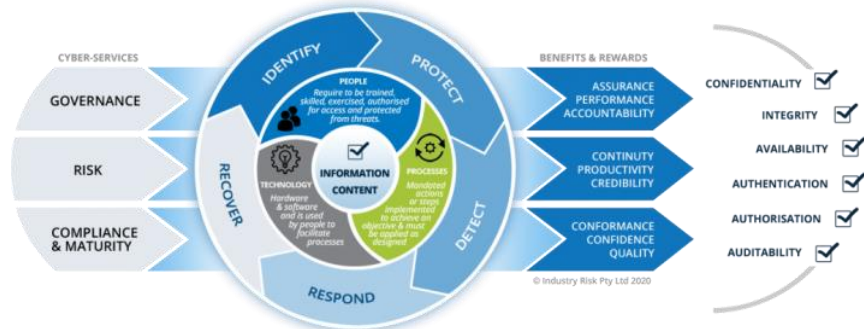 CYBER-SERVICES
GOVERNANCE
RISK
COMPLIANCE
& MATURITY
IDENTIFY
PROTECT
DETECT
RESPOND
RECOVER
PEOPLE
Require to be trained,
skilled, exercised, authorised
for access and protected
from threats.
TECHNOLOGY
Hardware
& software
and is used
by people to
facilitate
processes
INFORMATION
CONTENT
PROCESSES
Mandated
actions
or steps
implemented
to achieve an
objective & must
be applied as
designed
BENEFITS & REWARDS
ASSURANCE
PERFORMANCE
ACCOUNTABILITY
CONTINUTY
PRODUCTIVITY
CREDIBILITY
CONFORMANCE
CONFIDENCE
QUALITY
© Industry Risk Pty Ltd 2020
CONFIDENTIALITY
INTEGRITY
AVAILABILITY
AUTHENTICATION
AUTHORISATION
AUDITABILITY